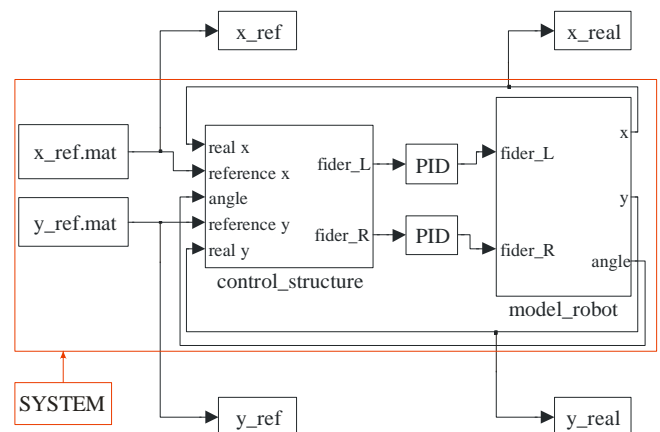 x_ref
x_real
x_ref.mat
real x
reference x
angle
reference y
real y
fider_L
fider_R
control_structure
PID
PID
fider_L
fider_R
x
y
angle
model_robot
y_ref.mat
SYSTEM
y_ref
y_real